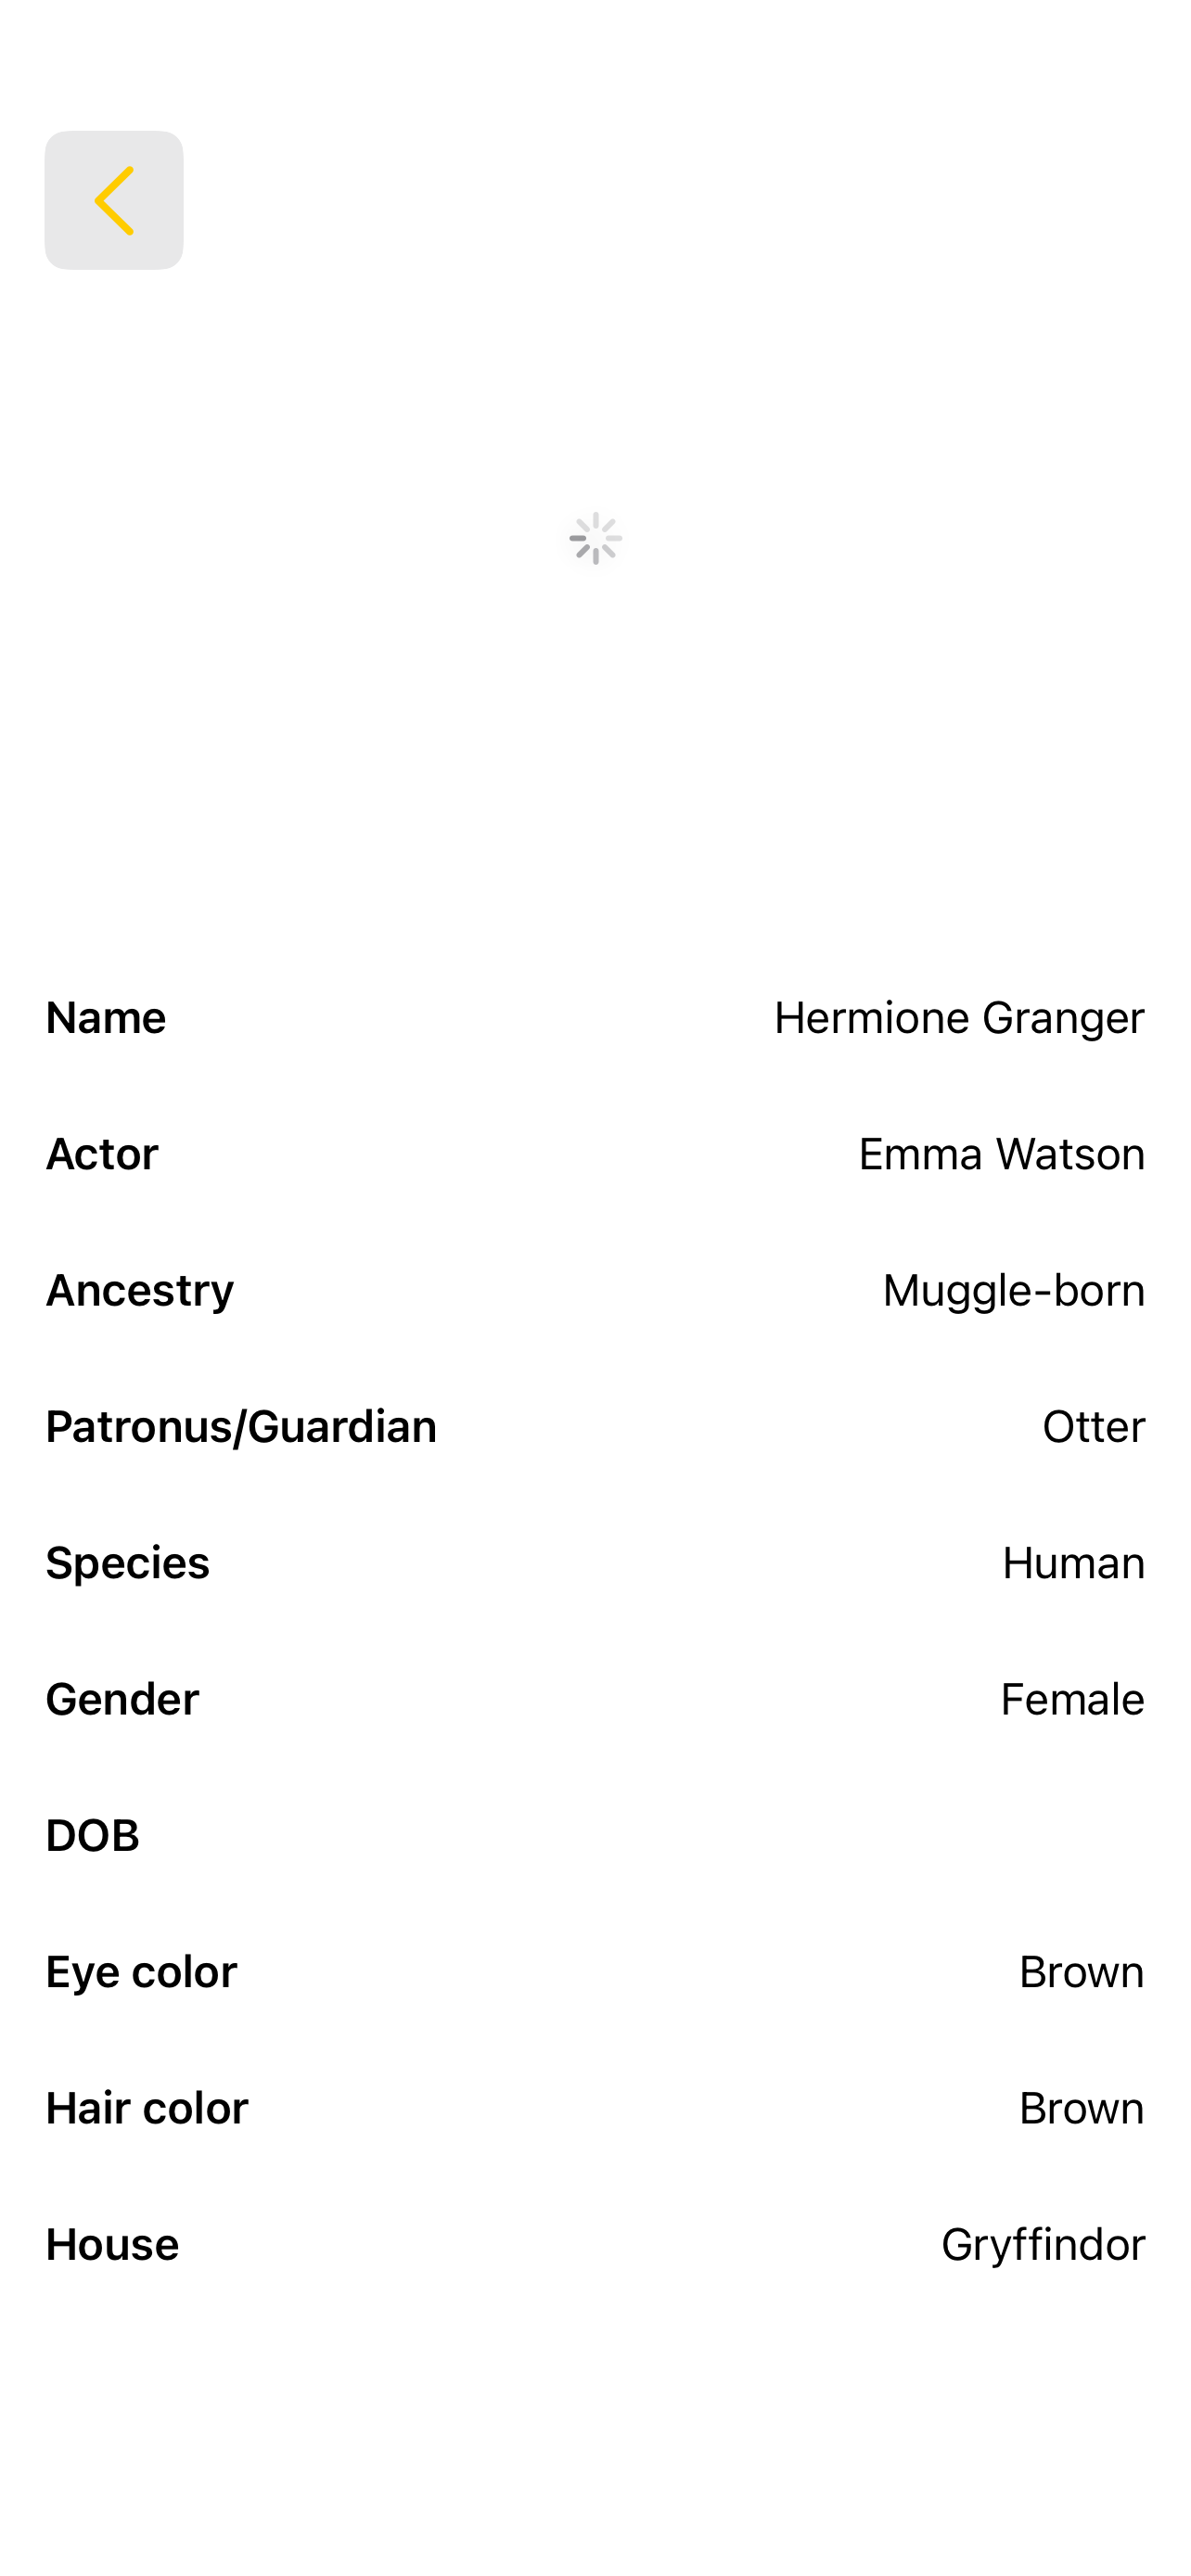 Name Hermione Granger
Actor Emma Watson
Ancestry Muggle-born
Patronus/Guardian Otter
Species Human
Gender Female
DOB
Eye color Brown
Hair color Brown
House Gryffindor